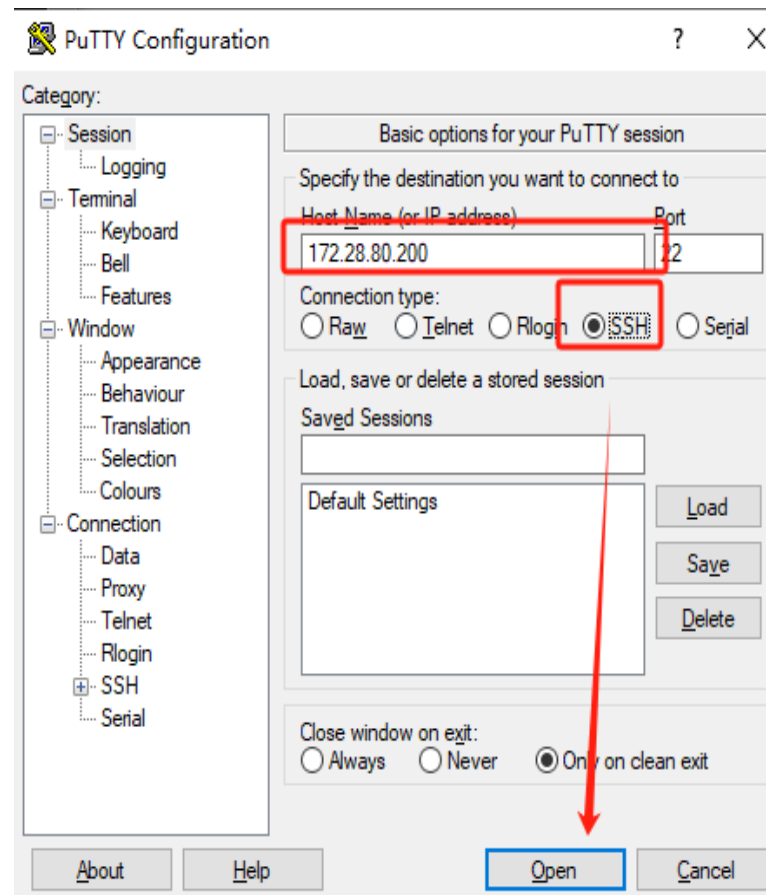 PuTTY Configuration
?
Category:
Session
Logging
Terminal
Keyboard
Bell
Features
Window
Appearance
Behaviour
Translation
Selection
Colours
Connection
Data
Proxy
Telnet
Rlogin
SSH
Serial
Basic options for your PuTTY session
Specify the destination you want to connect to
Host Name (or IP address) Port
172.28.80.200 22
Connection type:
Raw Telnet Rlogin SSH Serial
Load, save or delete a stored session
Saved Sessions
Default Settings
Load
Save
Delete
Close window on exit:
Always Never Only on clean exit
About Help Open Cancel